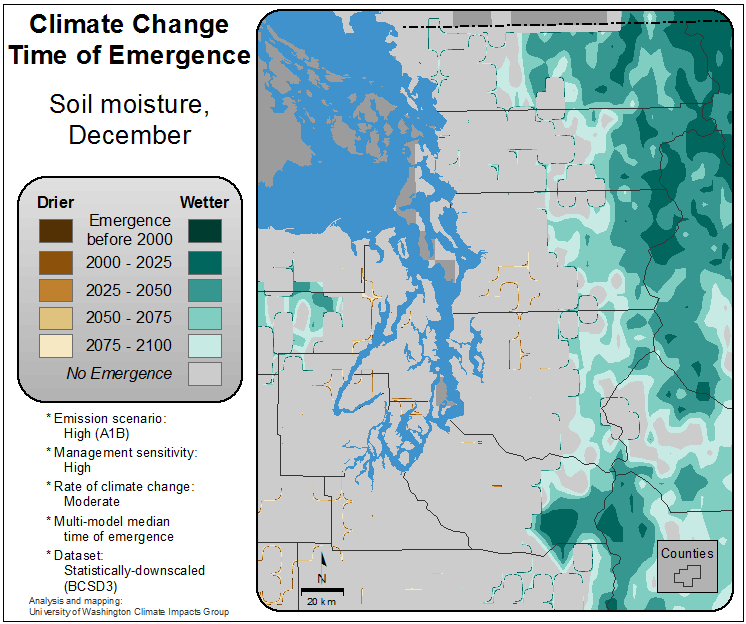 Climate Change
Time of Emergence
Soil moisture,
December
Drier
Wetter
Emergence
before 2000
2000 - 2025
2025 - 2050
2050 - 2075
2075 - 2100
No Emergence
* Emission scenario:
High (A1B)
* Management sensitivity:
High
* Rate of climate change:
Moderate
* Multi-model median
time of emergence
* Dataset:
Statistically-downscaled
(BCSD3)
Analysis and mapping:
University of Washington Climate Impacts Group
N
20 km
Counties